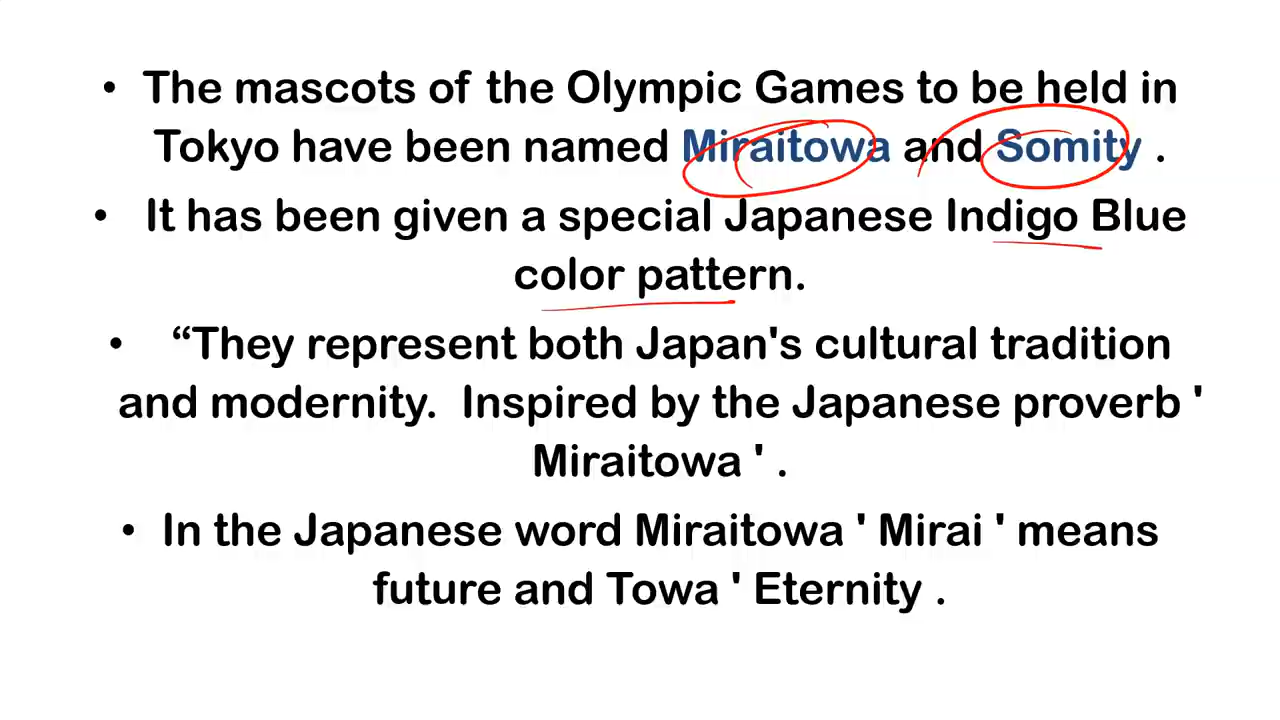 • The mascots of the Olympic Games to be held in
Tokyo have been named Miraitowa and Somity .
• It has been given a special Japanese Indigo Blue
color pattern.
• “They represent both Japan's cultural tradition
and modernity. Inspired by the Japanese proverb '
Miraitowa ' .
• In the Japanese word Miraitowa ' Mirai ' means
future and Towa ' Eternity .